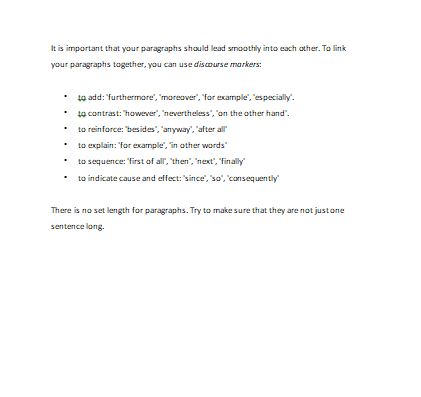 It is important that your paragraphs should lead smoothly into each other. To link
your paragraphs together, you can use discourse markers:
• to add: 'furthermore', 'moreover', 'for example', 'especially'.
• to contrast: 'however', 'nevertheless', 'on the other hand'.
• to reinforce: 'besides', 'anyway', 'after all'
• to explain: 'for example', 'in other words'
• to sequence: 'first of all', 'then', 'next', 'finally'
• to indicate cause and effect: 'since', 'so', 'consequently'
There is no set length for paragraphs. Try to make sure that they are not just one
sentence long.